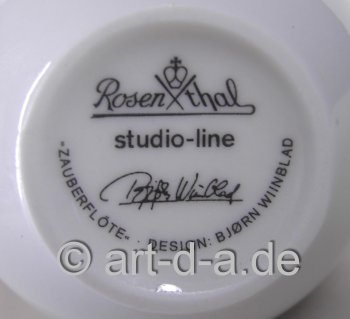 Rosenthal
studio-line
Bjørn Wiinblad
"ZAUBERFLÖTE" · DESIGN: BJØRN WIINBLAD
© art-d-a.de